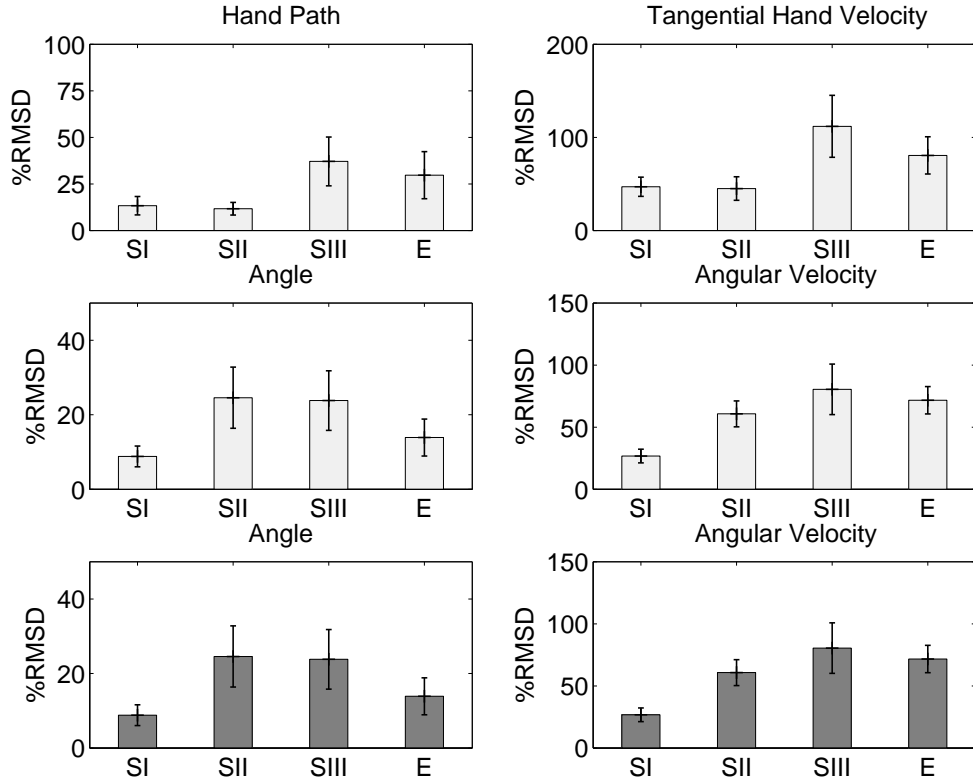 Hand Path
%RMSD
100
75
50
25
0
SI SII SIII E
Tangential Hand Velocity
%RMSD
200
100
0
SI SII SIII E
Angle
%RMSD
40
20
0
SI SII SIII E
Angular Velocity
%RMSD
150
100
50
0
SI SII SIII E
Angle
%RMSD
40
20
0
SI SII SIII E
Angular Velocity
%RMSD
150
100
50
0
SI SII SIII E